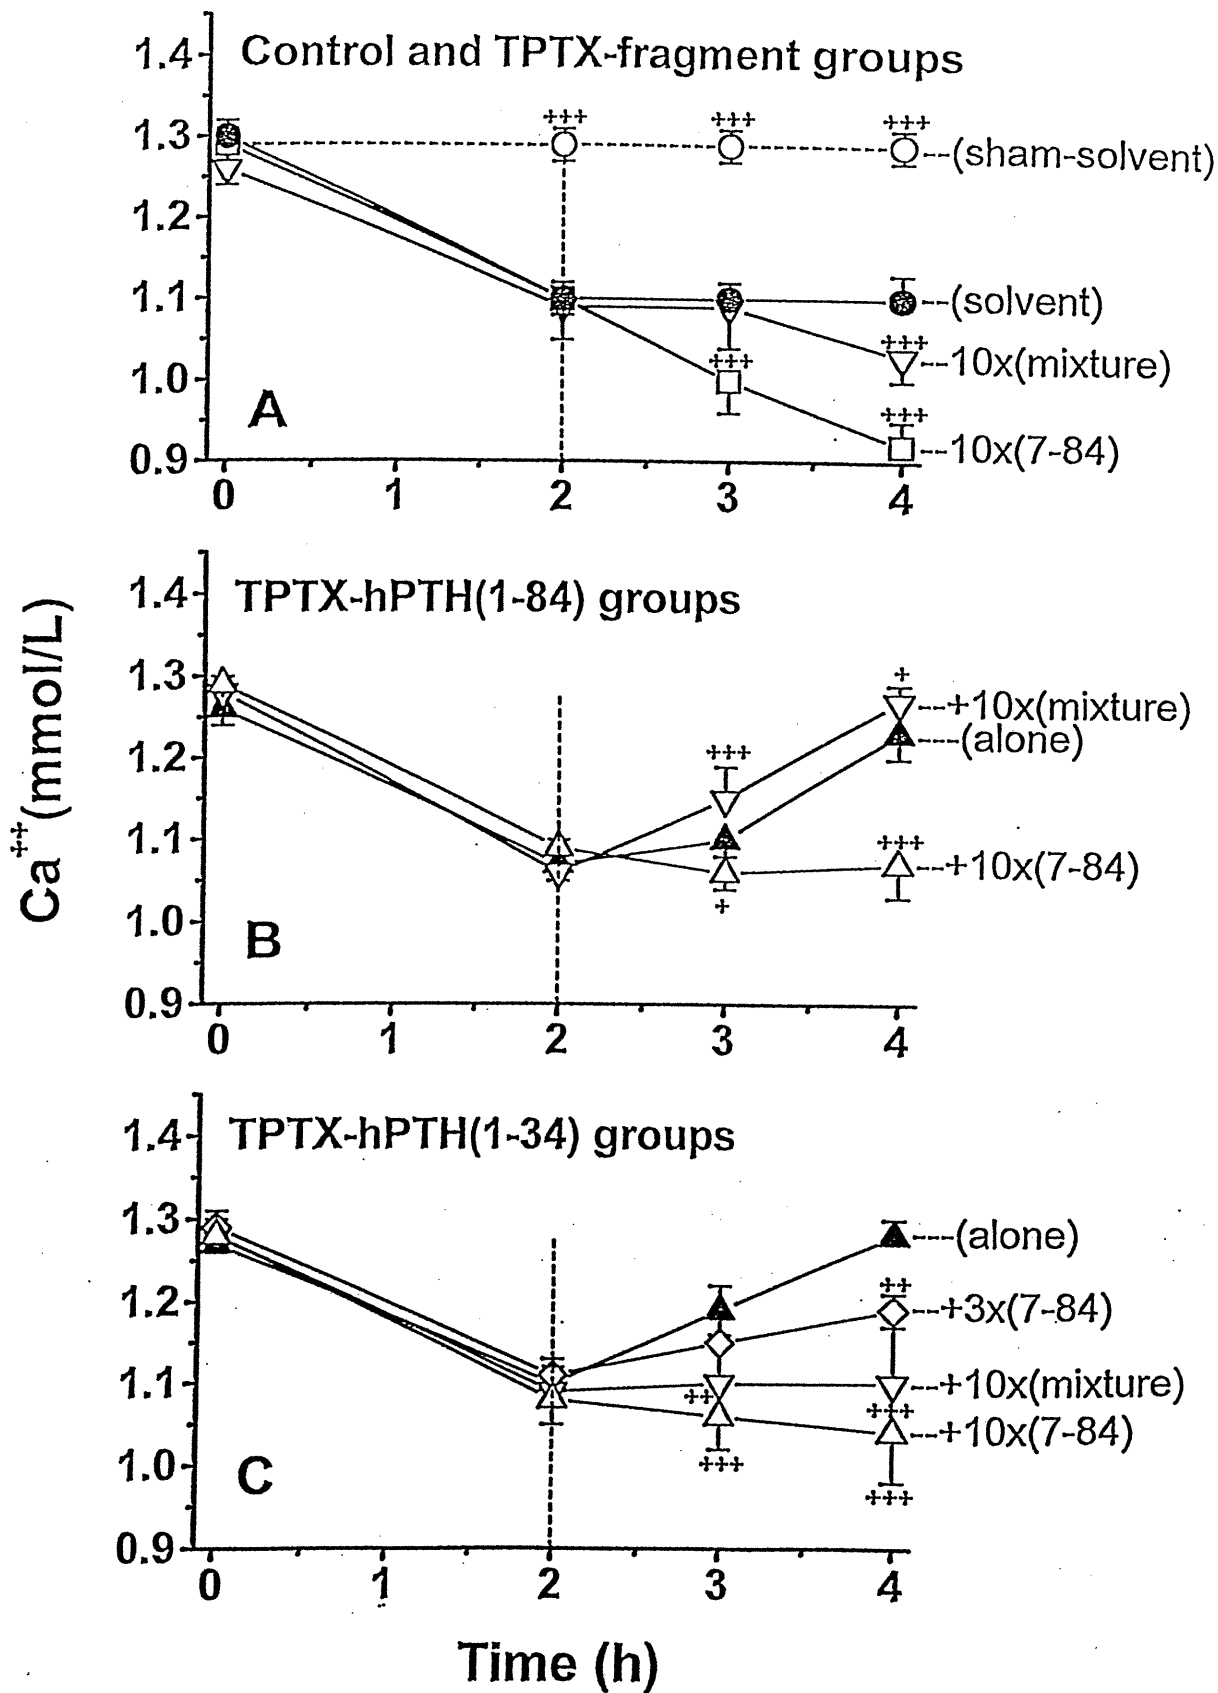 Control and TPTX-fragment groups
1.4
1.3
1.2
1.1
1.0
0.9
‡‡‡ ‡‡‡ ‡‡‡
--(sham-solvent)
--(solvent)
‡‡‡
--10x(mixture)
‡‡‡
‡‡‡
--10x(7-84)
A
0 1 2 3 4
TPTX-hPTH(1-84) groups
1.4
1.3
1.2
1.1
1.0
0.9
‡
---+10x(mixture)
---(alone)
‡‡‡
‡‡‡
--+10x(7-84)
‡
B
0 1 2 3 4
Ca++(mmol/L)
TPTX-hPTH(1-34) groups
1.4
1.3
1.2
1.1
1.0
0.9
---(alone)
‡‡
--+3x(7-84)
--+10x(mixture)
‡‡
‡‡‡
--+10x(7-84)
‡‡‡
‡‡‡
C
0 1 2 3 4
Time (h)